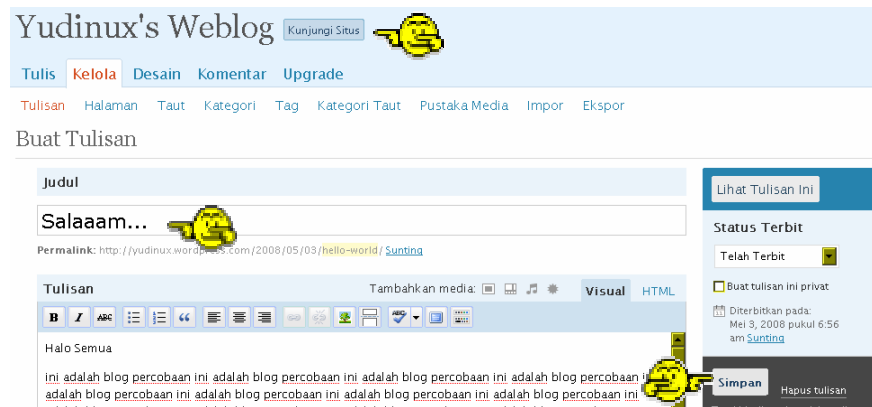 Yudinux's Weblog Kunjungi Situs
Tulis Kelola Desain Komentar Upgrade
Tulisan Halaman Taut Kategori Tag Kategori Taut Pustaka Media Impor Ekspor
Buat Tulisan
Judul
Salaaam...
Permalink: http://yudinux.wordpress.com/2008/05/03/hello-world/ Sunting
Tulisan Tambahkan media: Visual HTML
B I ABC ABC
Halo Semua
ini adalah blog percobaan ini adalah blog percobaan ini adalah blog percobaan ini adalah blog percobaan
adalah blog percobaan ini adalah blog percobaan ini adalah blog percobaan ini adalah blog percobaan ini
Lihat Tulisan Ini
Status Terbit
Telah Terbit
Buat tulisan ini privat
Diterbitkan pada:
Mei 3, 2008 pukul 6:56
am Sunting
Simpan Hapus tulisan